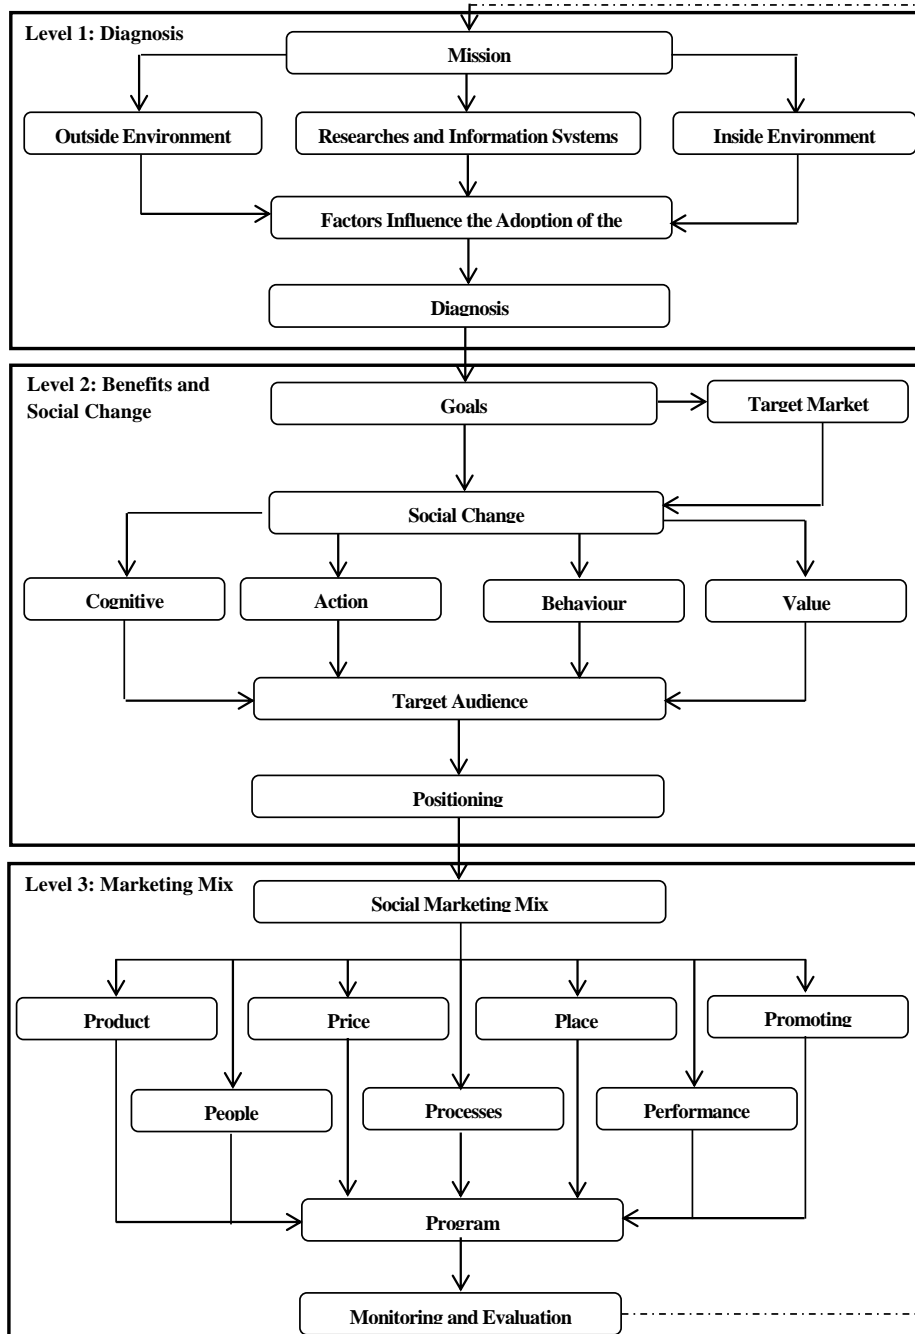 Level 1: Diagnosis
Mission
Outside Environment
Researches and Information Systems
Inside Environment
Factors Influence the Adoption of the
Diagnosis
Level 2: Benefits and
Social Change
Goals
Target Market
Social Change
Cognitive
Action
Behaviour
Value
Target Audience
Positioning
Level 3: Marketing Mix
Social Marketing Mix
Product
Price
Place
Promoting
People
Processes
Performance
Program
Monitoring and Evaluation